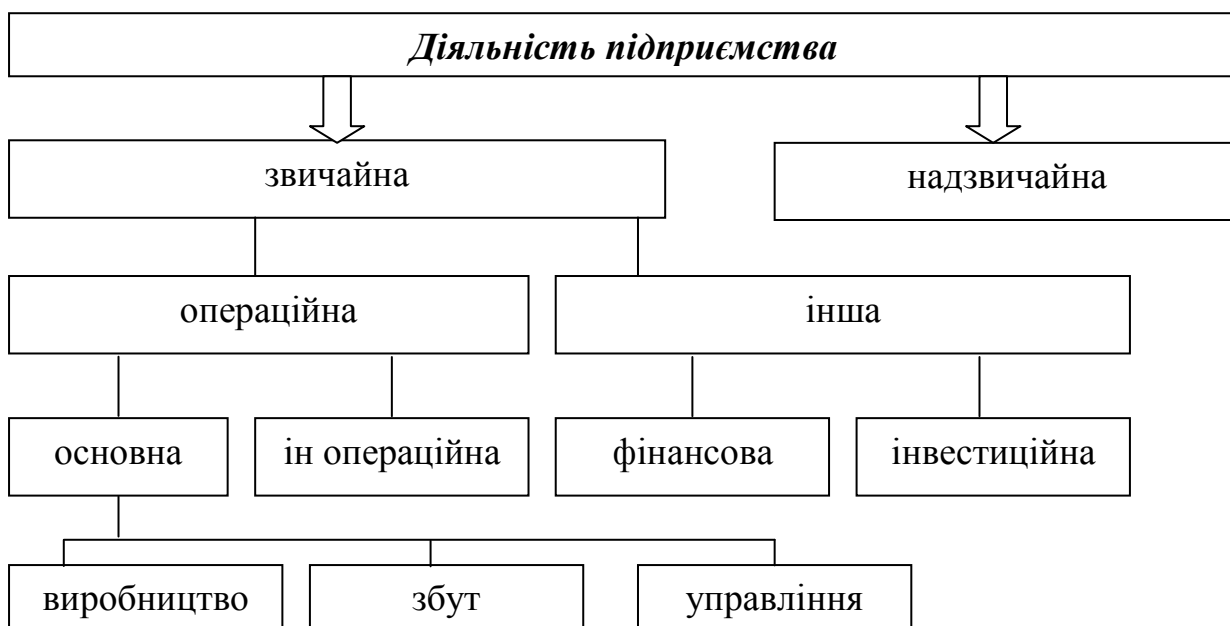 Діяльність підприємства
звичайна
надзвичайна
операційна
інша
основна
ін операційна
фінансова
інвестиційна
виробництво
збут
управління